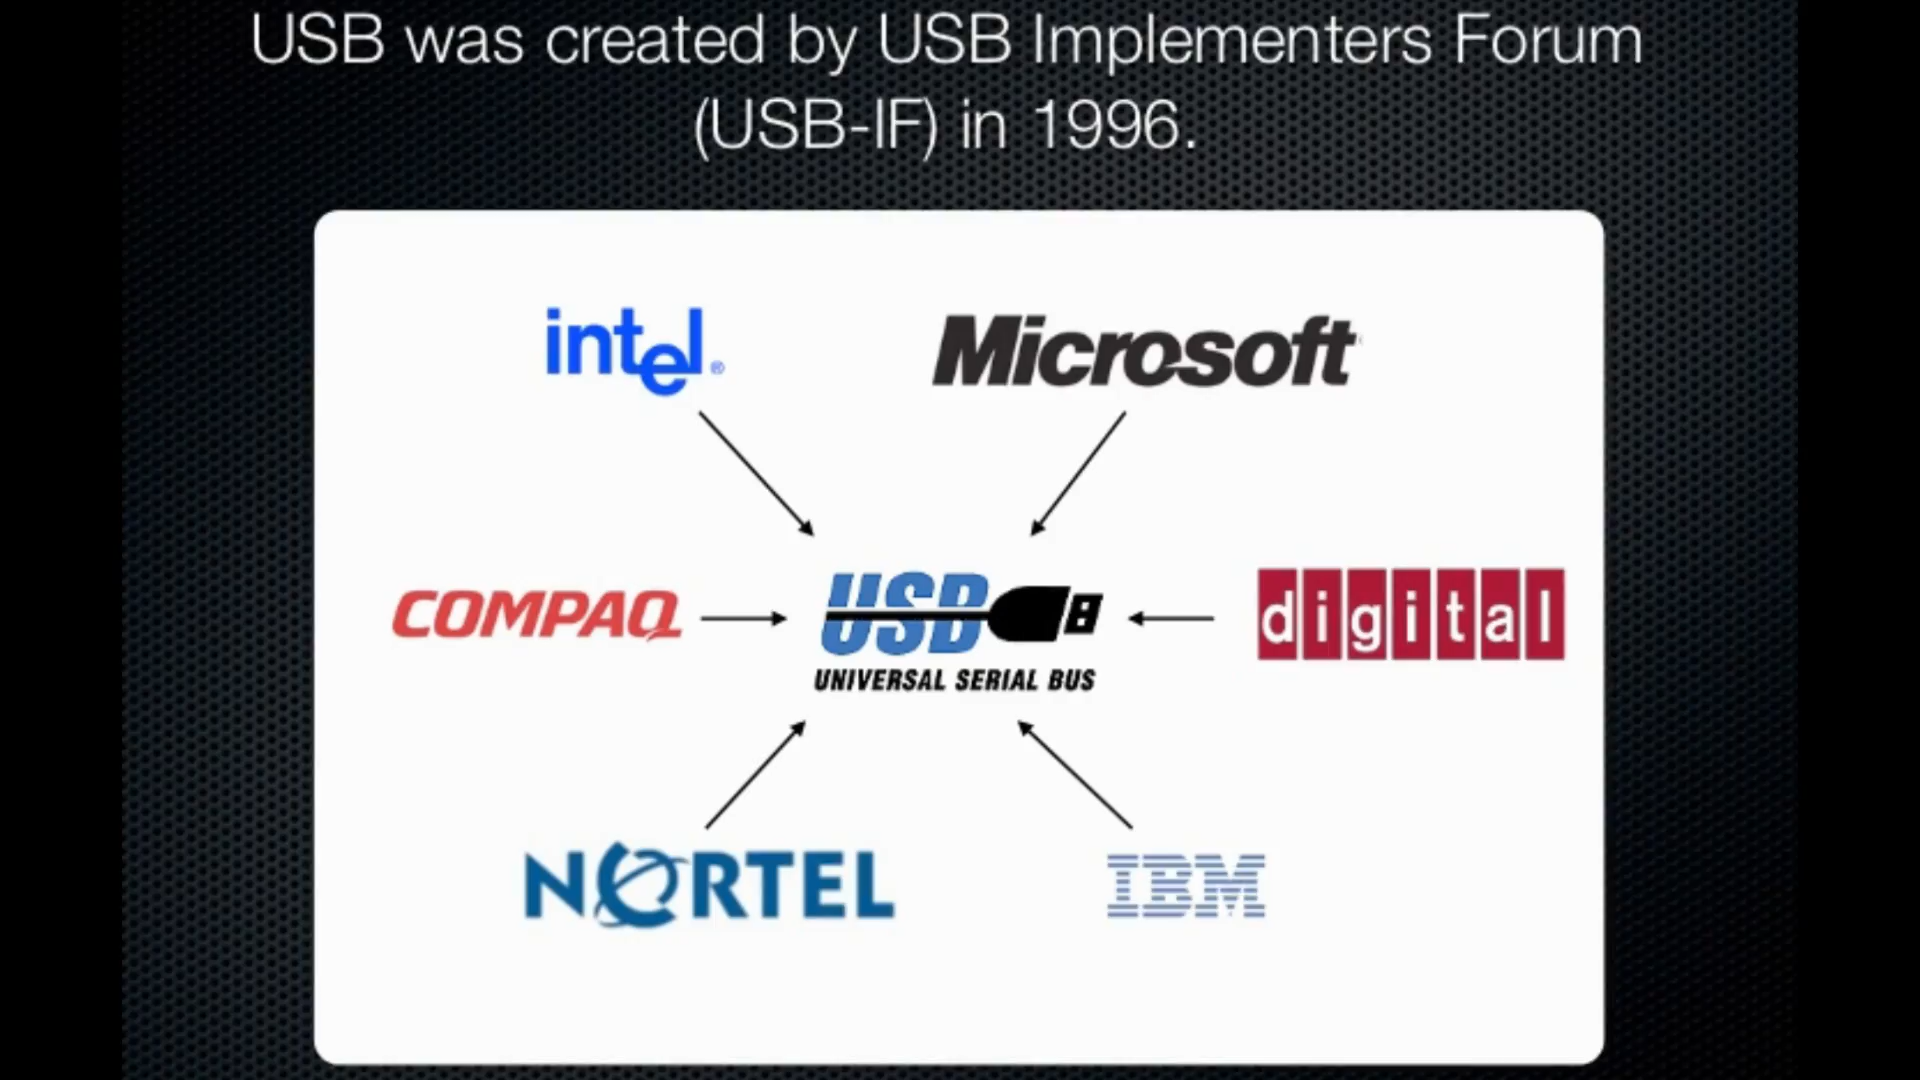 USB was created by USB Implementers Forum
(USB-IF) in 1996.
intel®
Microsoft
COMPAQ
USB
UNIVERSAL SERIAL BUS
digital
NORTEL
IBM